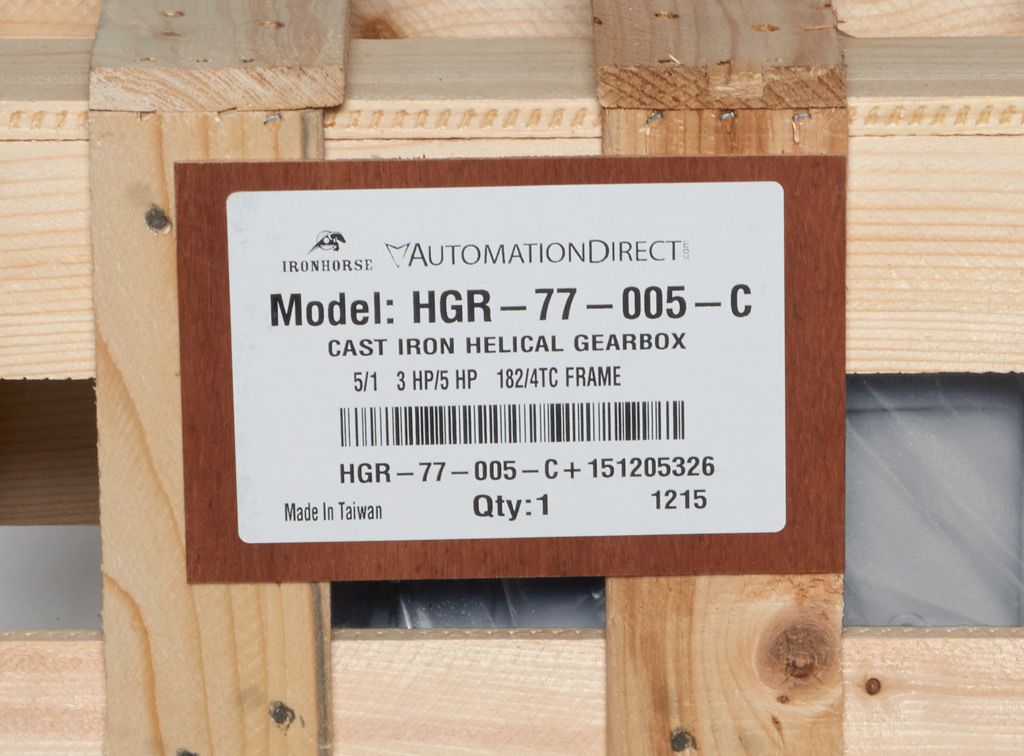 IRONHORSE AUTOMATIONDIRECT.com
Model: HGR-77-005-C
CAST IRON HELICAL GEARBOX
5/1 3 HP/5 HP 182/4TC FRAME
HGR-77-005-C+151205326
Made In Taiwan Qty:1 1215